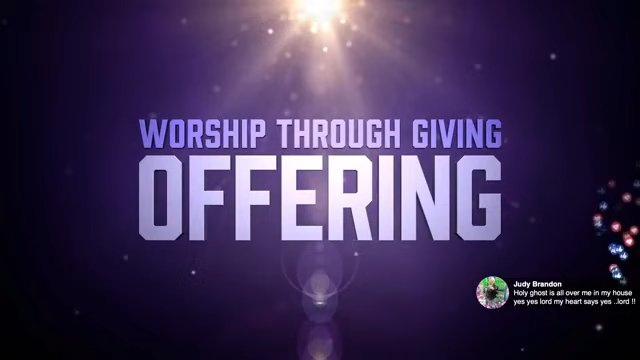 WORSHIP THROUGH GIVING
OFFERING
Judy Brandon
Holy ghost is all over me in my house
yes yes lord my heart says yes ..lord !!